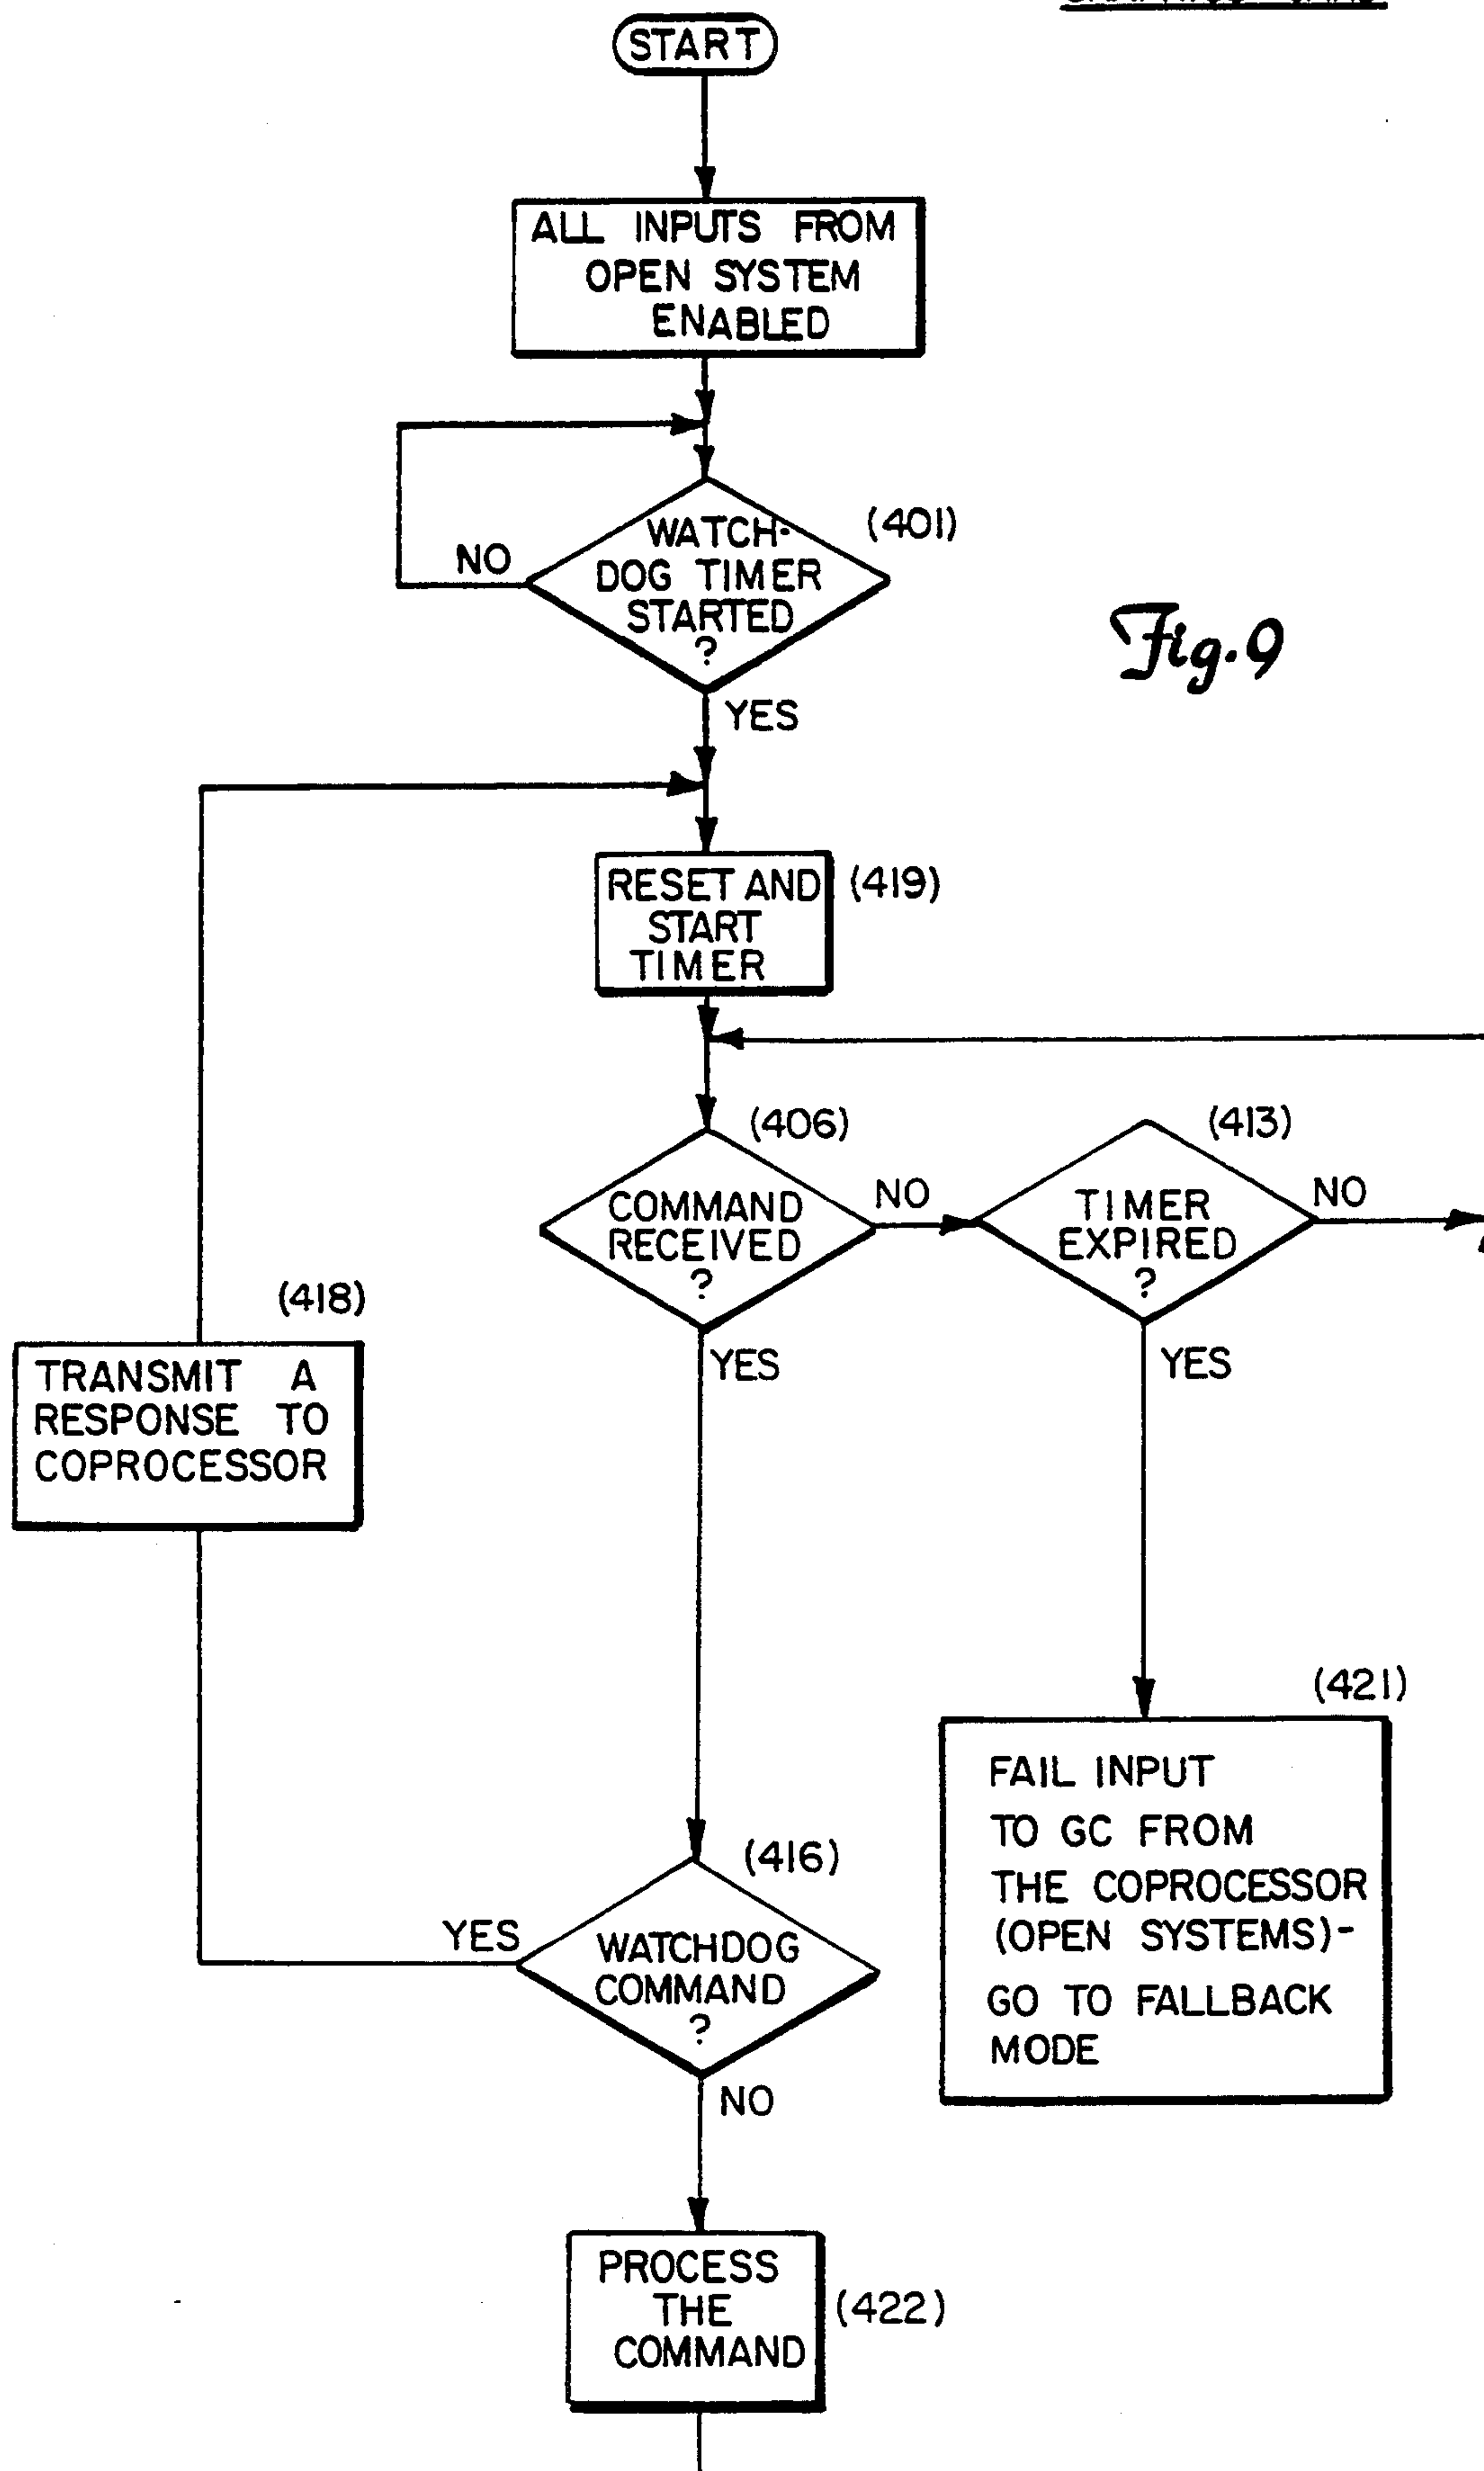 START
ALL INPUTS FROM
OPEN SYSTEM
ENABLED
(401)
WATCH-
DOG TIMER
STARTED
?
NO
YES
Fig.9
RESET AND
START
TIMER
(419)
(406)
COMMAND
RECEIVED
?
NO
YES
(413)
TIMER
EXPIRED
?
NO
YES
(418)
TRANSMIT A
RESPONSE TO
COPROCESSOR
(421)
FAIL INPUT
TO GC FROM
THE COPROCESSOR
(OPEN SYSTEMS)-
GO TO FALLBACK
MODE
(416)
WATCHDOG
COMMAND
?
YES
NO
PROCESS
THE
COMMAND
(422)